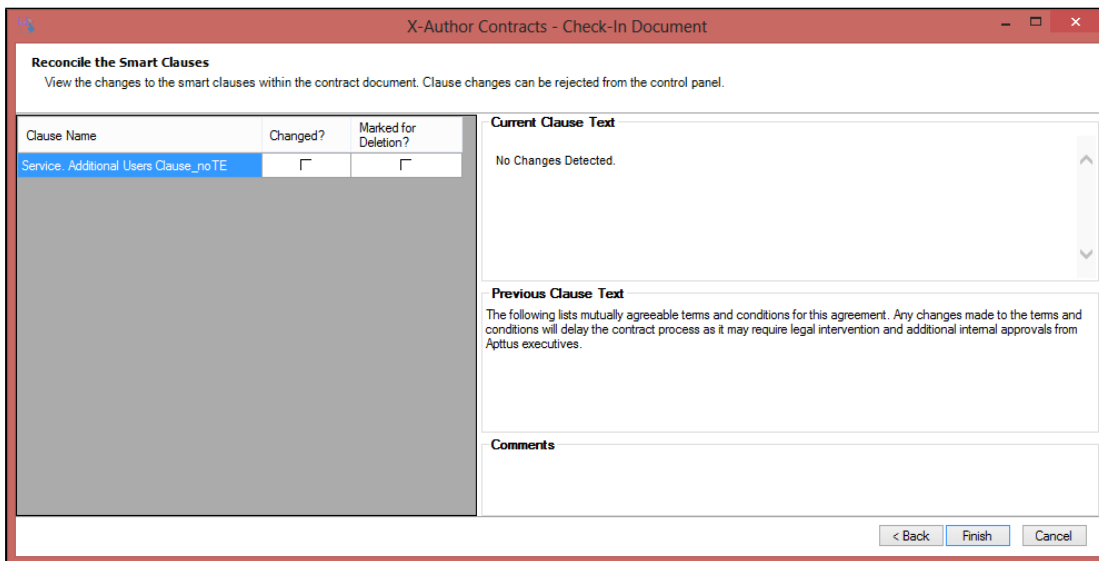 X-Author Contracts - Check-In Document
Reconcile the Smart Clauses
View the changes to the smart clauses within the contract document. Clause changes can be rejected from the control panel.
Clause Name
Changed?
Marked for
Deletion?
Service. Additional Users Clause_noTE
Current Clause Text
No Changes Detected.
Previous Clause Text
The following lists mutually agreeable terms and conditions for this agreement. Any changes made to the terms and
conditions will delay the contract process as it may require legal intervention and additional internal approvals from
Apttus executives.
Comments
< Back
Finish
Cancel